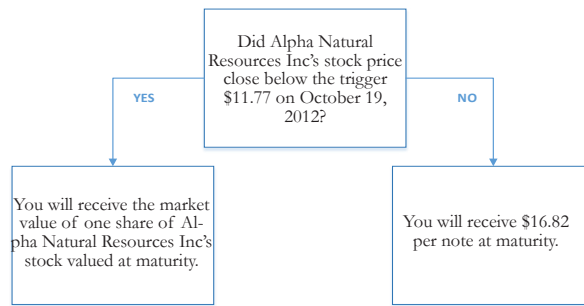 Did Alpha Natural
Resources Inc's stock price
close below the trigger
$11.77 on October 19,
2012?
YES
NO
You will receive the market
value of one share of Al-
pha Natural Resources Inc's
stock valued at maturity.
You will receive $16.82
per note at maturity.